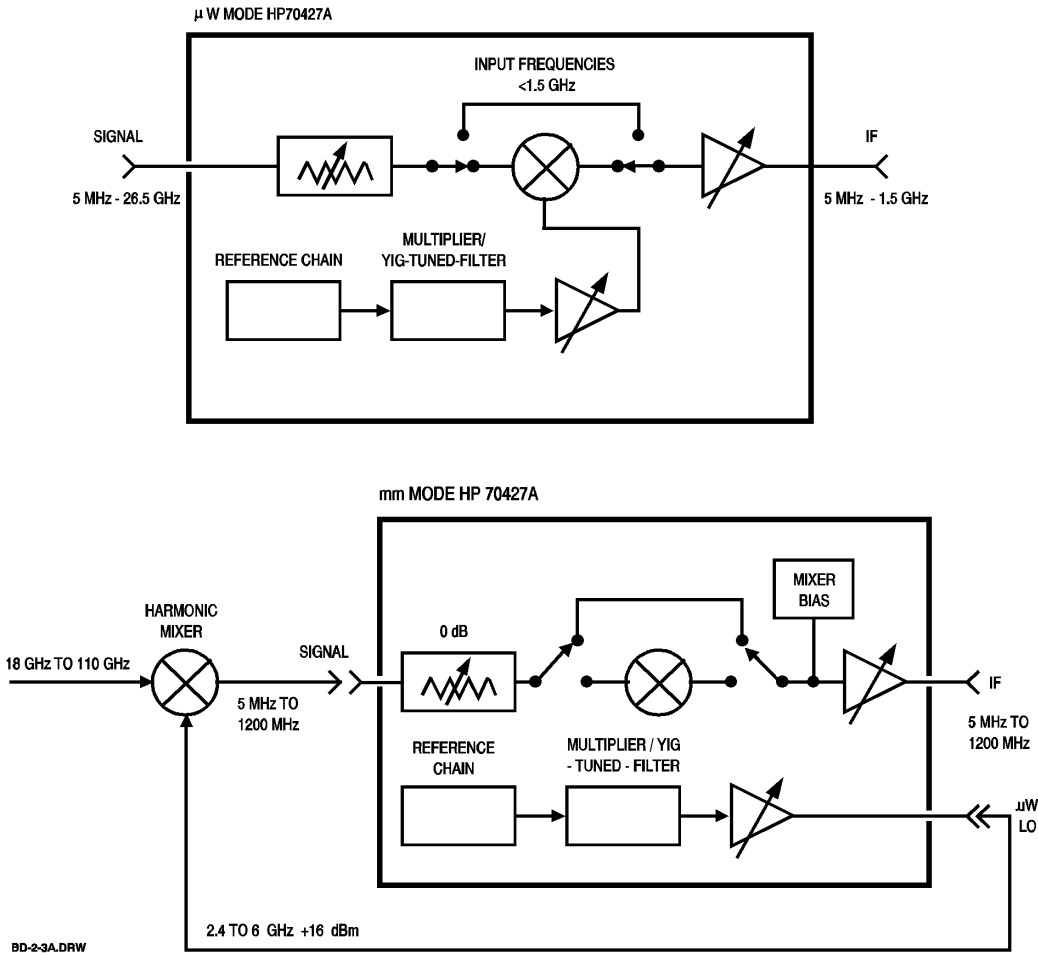 µ W MODE HP70427A
INPUT FREQUENCIES
<1.5 GHz
SIGNAL
IF
5 MHz - 26.5 GHz
5 MHz - 1.5 GHz
REFERENCE CHAIN
MULTIPLIER/
YIG-TUNED-FILTER
mm MODE HP 70427A
MIXER
BIAS
HARMONIC
MIXER
0 dB
SIGNAL
18 GHz TO 110 GHz
IF
5 MHz TO
1200 MHz
5 MHz TO
1200 MHz
REFERENCE
CHAIN
MULTIPLIER / YIG
- TUNED - FILTER
µW
LO
2.4 TO 6 GHz +16 dBm
BD-2-3A.DRW